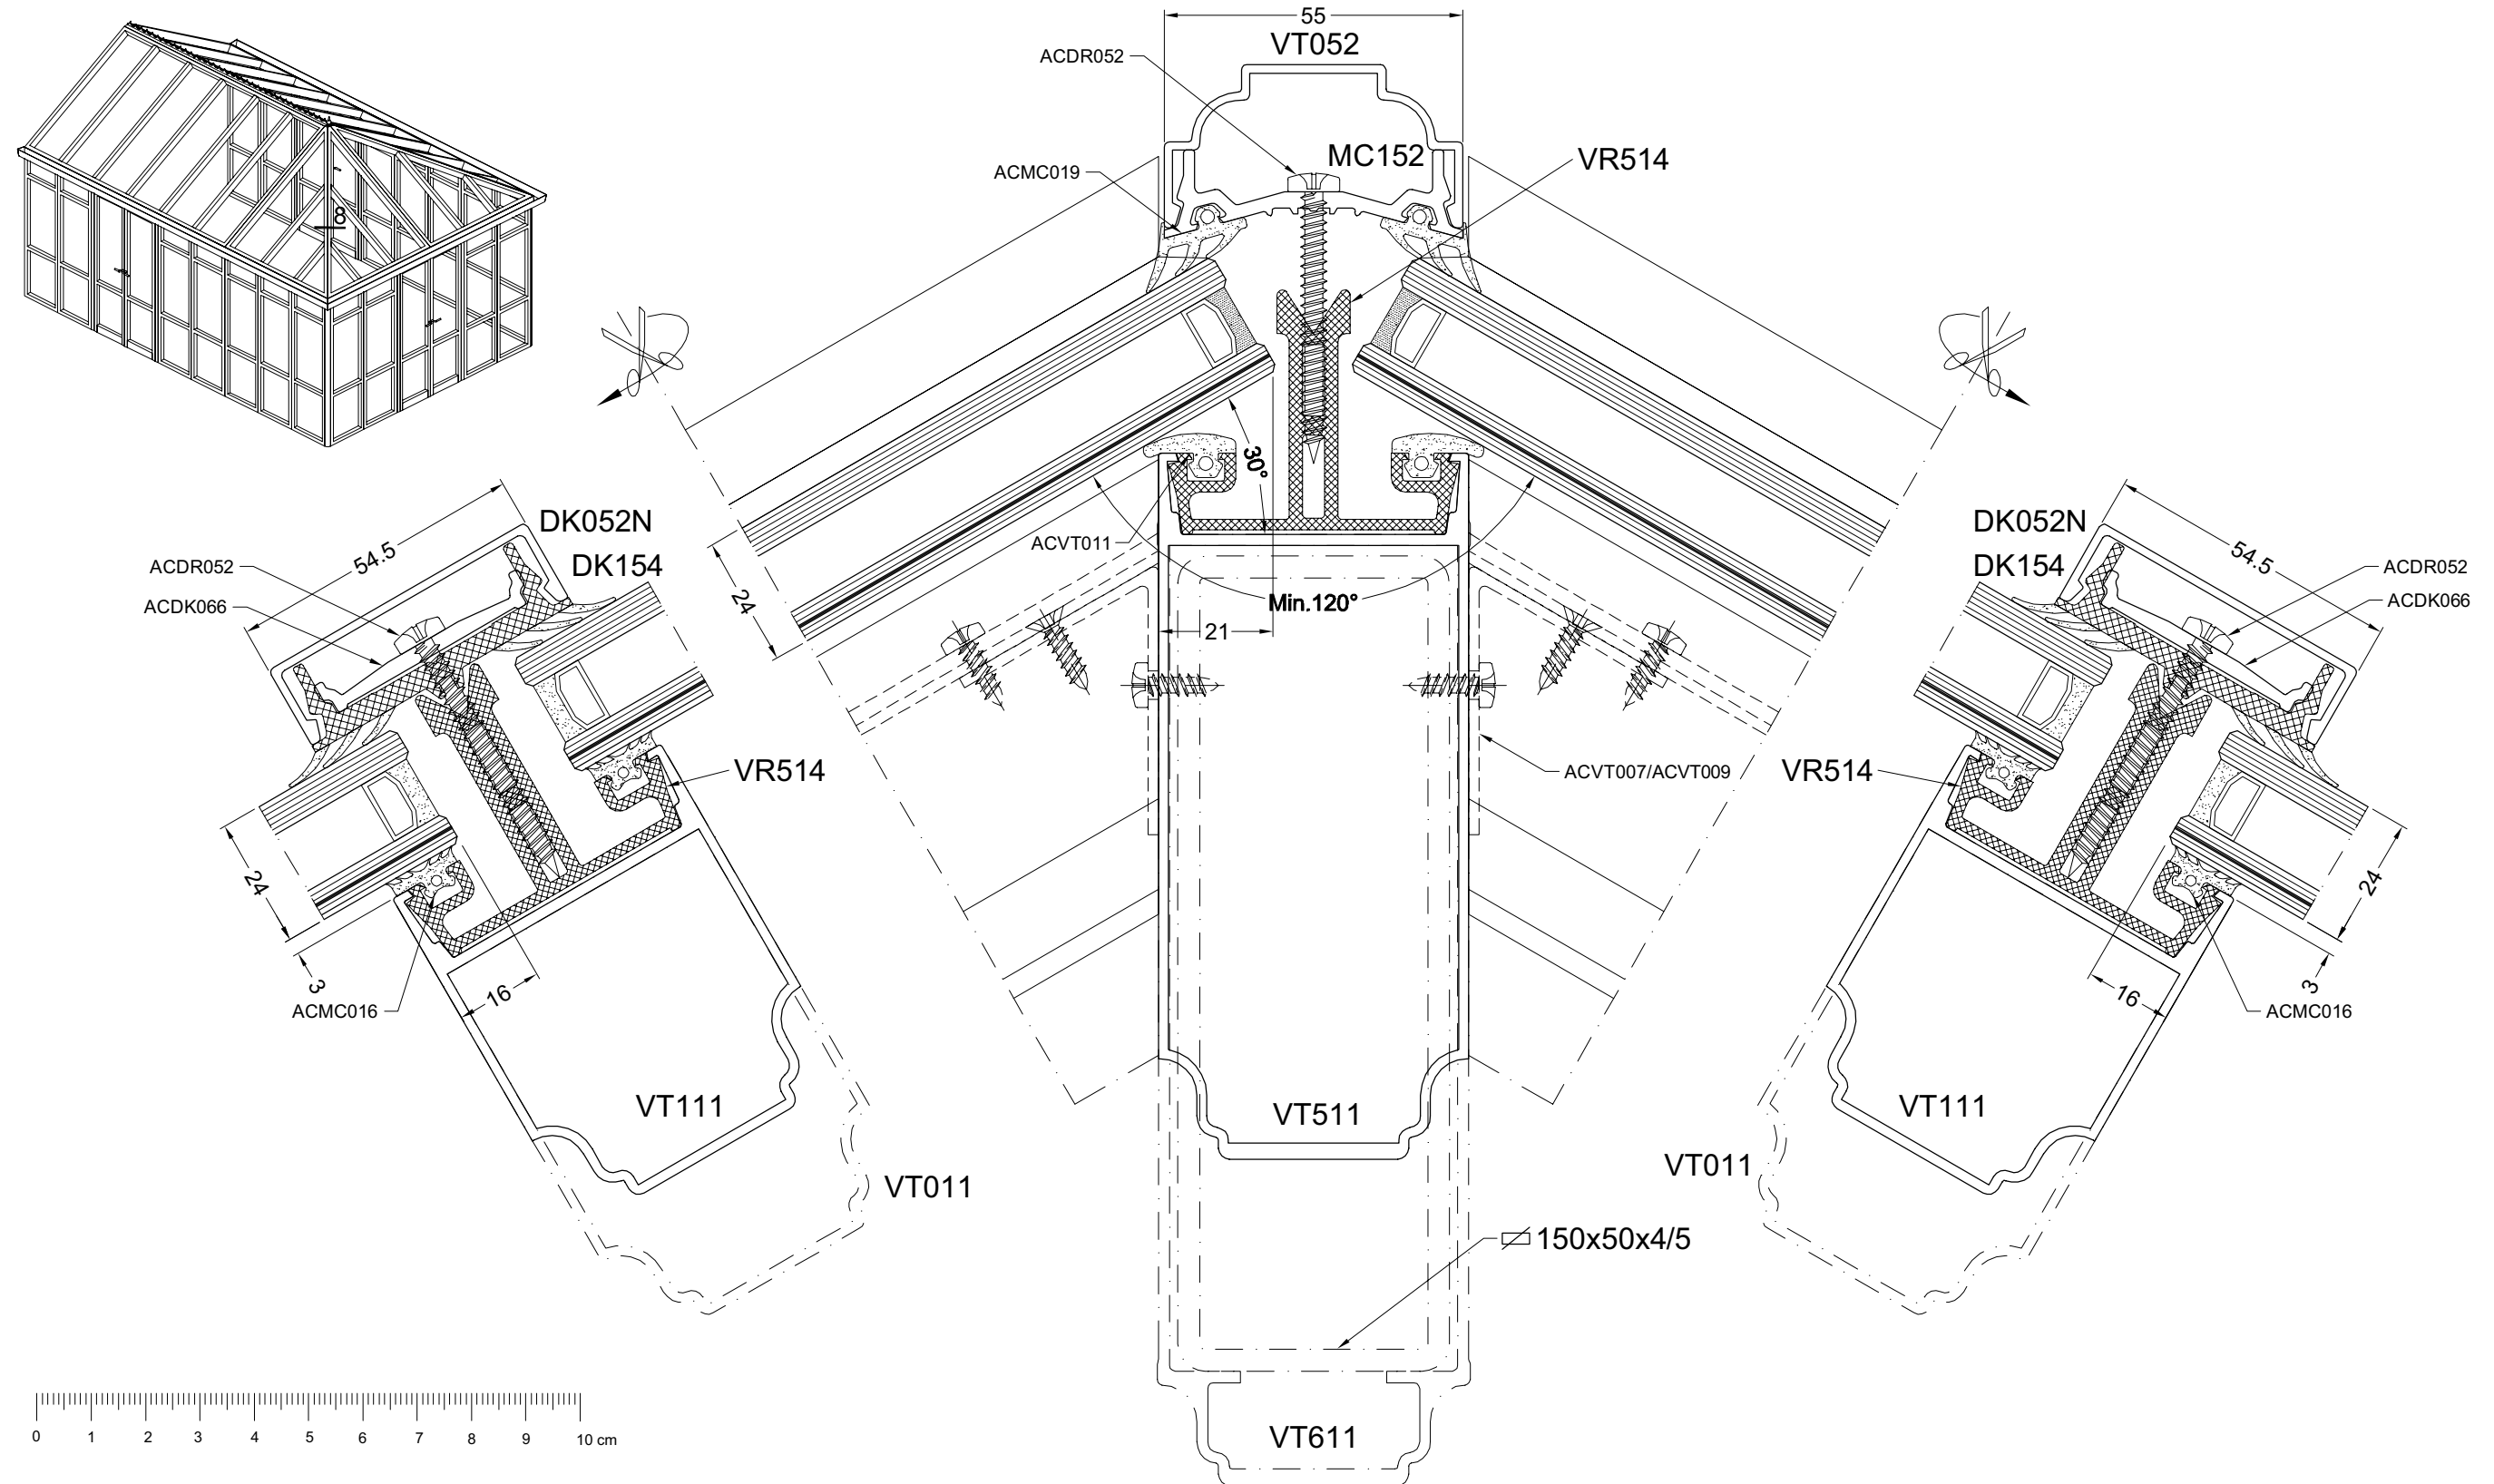 55
VT052
ACDR052
MC152
VR514
ACMC019
8
30°
ACVT011
Min.120°
21
24
DK052N
DK154
54.5
ACDR052
ACDK066
VR514
24
3
16
ACMC016
VT111
VT011
DK052N
DK154
54.5
ACDR052
ACDK066
ACVT007/ACVT009
VR514
24
3
16
ACMC016
VT111
VT011
VT511
150x50x4/5
VT611
0 1 2 3 4 5 6 7 8 9 10 cm